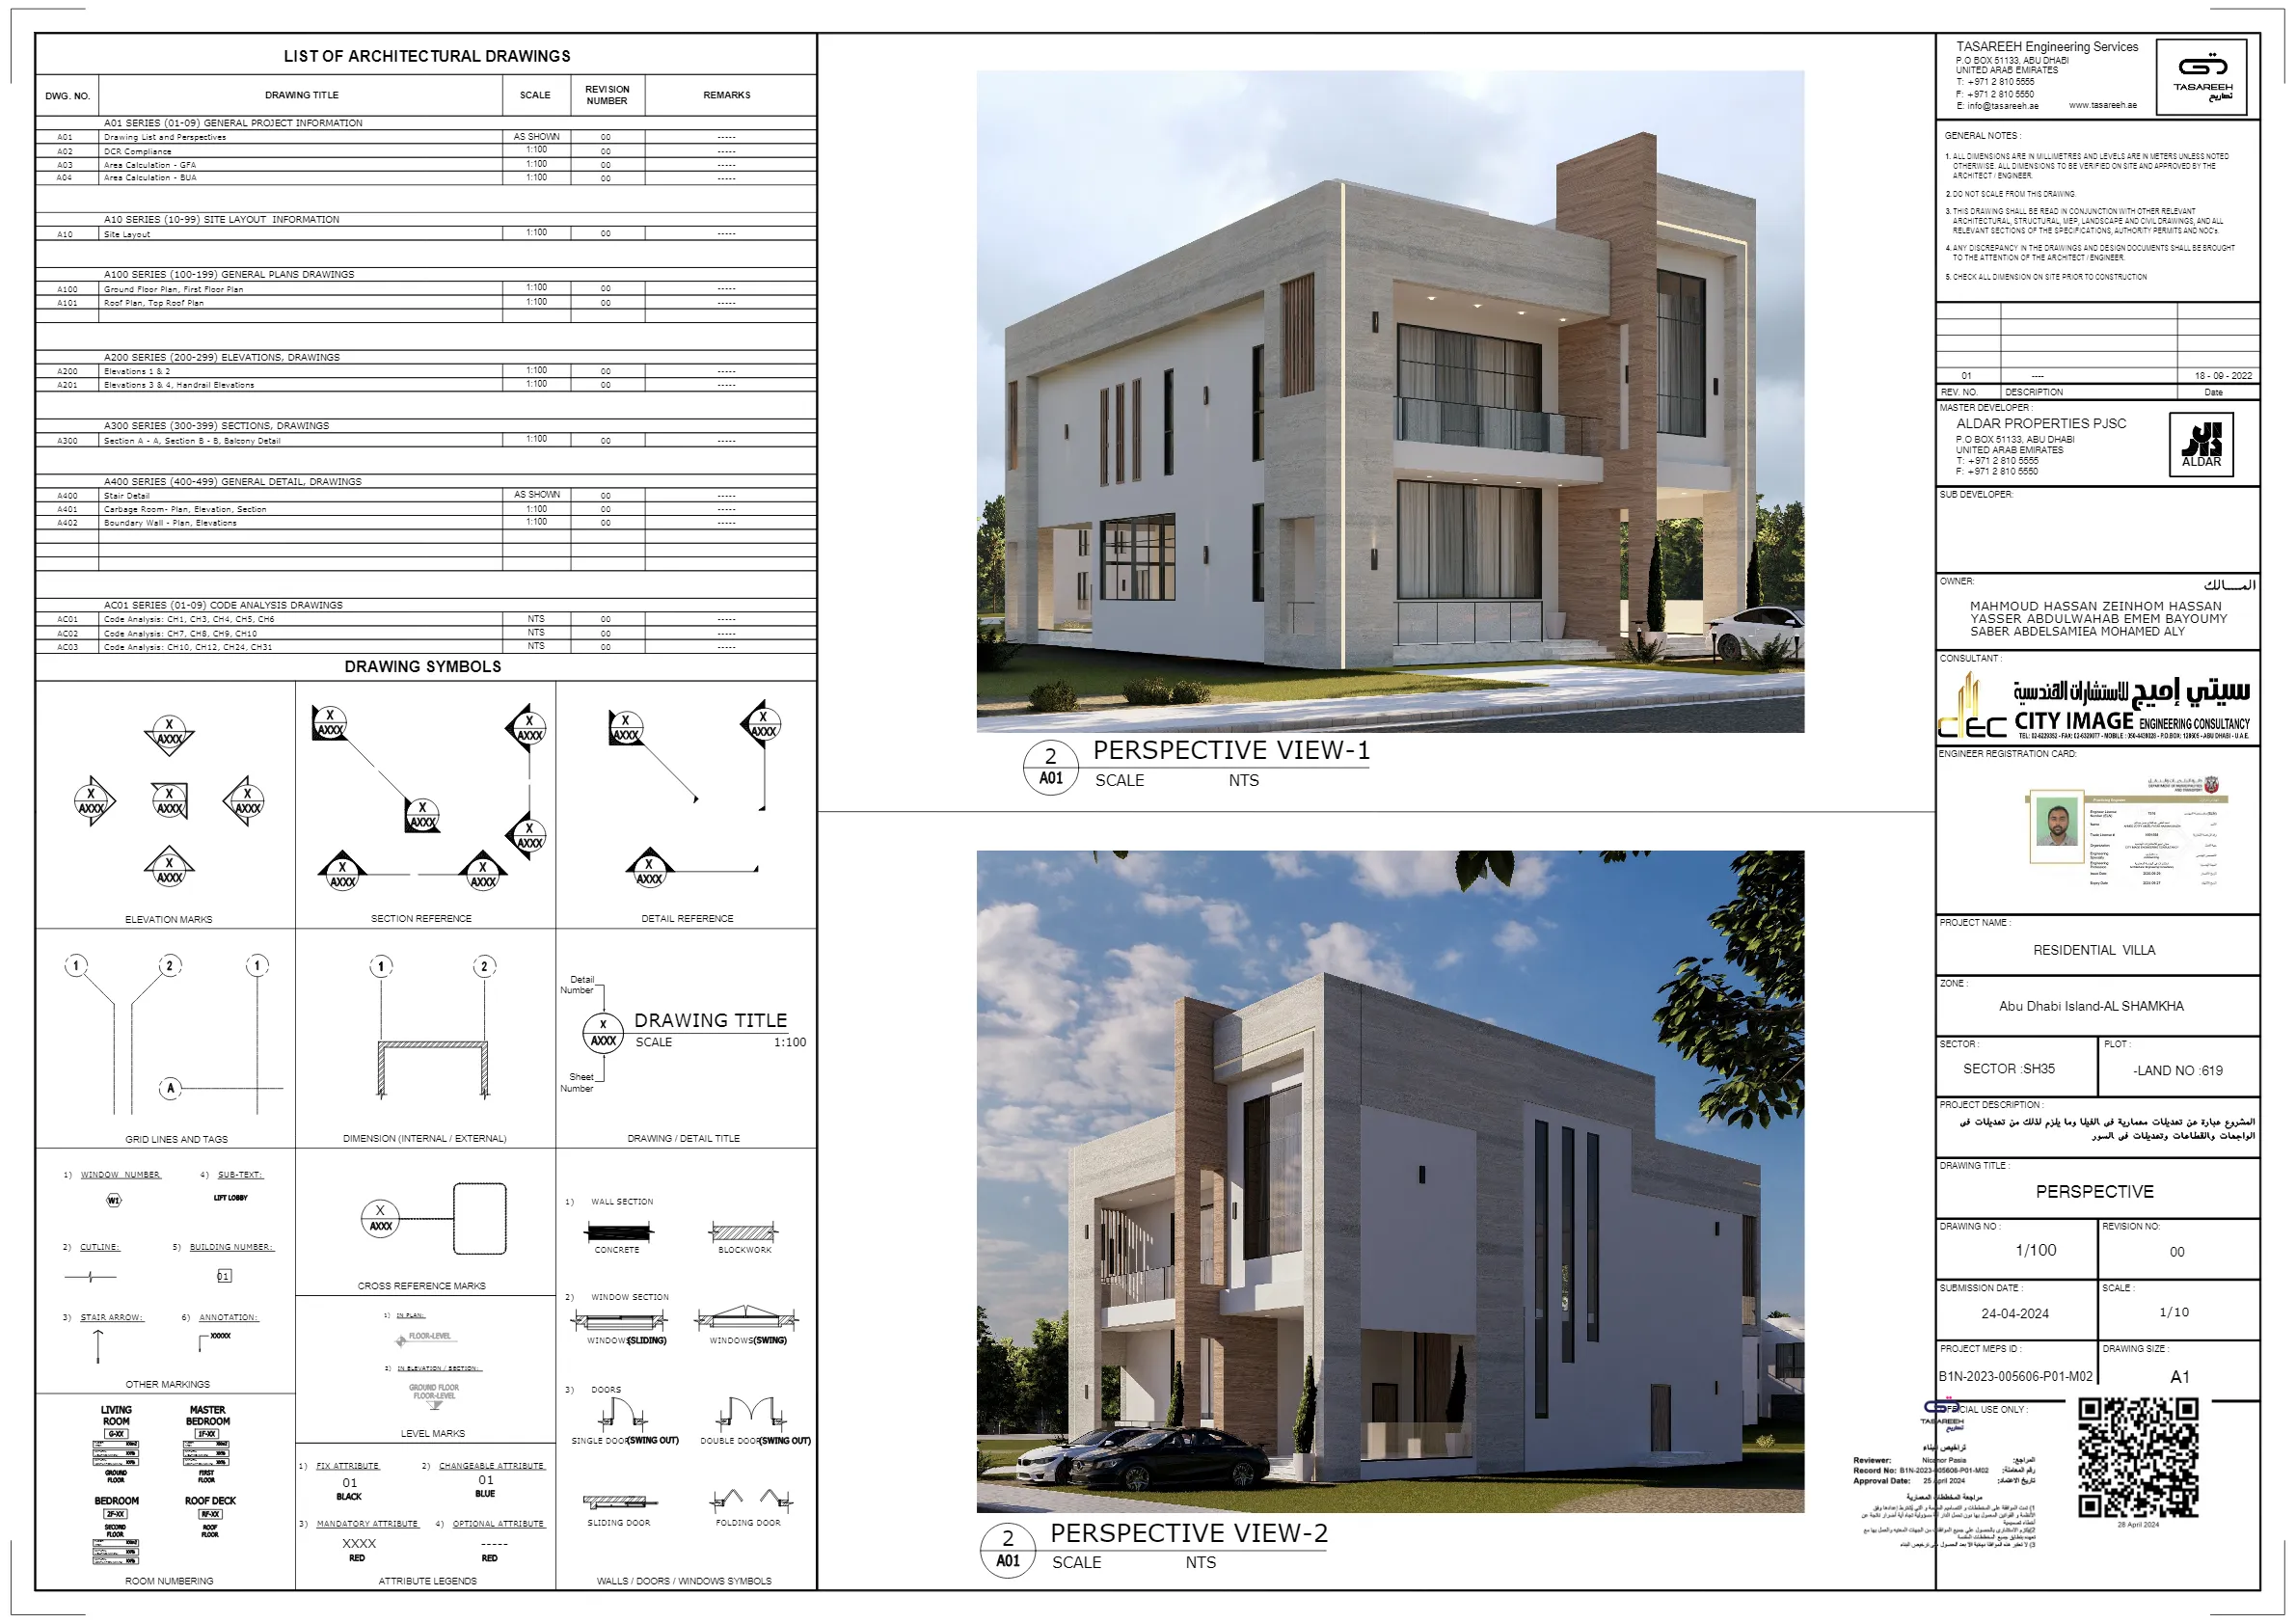 LIST OF ARCHITECTURAL DRAWINGS
DWG. NO. DRAWING TITLE SCALE REVISION NUMBER REMARKS
A01 SERIES (01-09) GENERAL PROJECT INFORMATION
A01 Drawing List and Perspectives AS SHOWN 00 -----
A02 DCR Compliance 1:100 00 -----
A03 Area Calculation - GFA 1:100 00 -----
A04 Area Calculation - BUA 1:100 00 -----
A10 SERIES (10-99) SITE LAYOUT INFORMATION
A10 Site Layout 1:100 00 -----
A100 SERIES (100-199) GENERAL PLANS DRAWINGS
A100 Ground Floor Plan, First Floor Plan 1:100 00 -----
A101 Roof Plan, Top Roof Plan 1:100 00 -----
A200 SERIES (200-299) ELEVATIONS, DRAWINGS
A200 Elevations 1 & 2 1:100 00 -----
A201 Elevations 3 & 4, Handrail Elevations 1:100 00 -----
A300 SERIES (300-399) SECTIONS, DRAWINGS
A300 Section A - A, Section B - B, Balcony Detail 1:100 00 -----
A400 SERIES (400-499) GENERAL DETAIL, DRAWINGS
A400 Stair Detail AS SHOWN 00 -----
A401 Carbage Room- Plan, Elevation, Section 1:100 00 -----
A402 Boundary Wall - Plan, Elevations 1:100 00 -----
AC01 SERIES (01-09) CODE ANALYSIS DRAWINGS
AC01 Code Analysis: CH1, CH3, CH4, CH5, CH6 NTS 00 -----
AC02 Code Analysis: CH7, CH8, CH9, CH10 NTS 00 -----
AC03 Code Analysis: CH10, CH12, CH24, CH31 NTS 00 -----
DRAWING SYMBOLS
X AXXX
X AXXX
X AXXX
X AXXX
X AXXX
ELEVATION MARKS
X AXXX
X AXXX
X AXXX
X AXXX
X AXXX
X AXXX
SECTION REFERENCE
X AXXX
X AXXX
X AXXX
DETAIL REFERENCE
1 2 1
A
GRID LINES AND TAGS
1 2
DIMENSION (INTERNAL / EXTERNAL)
Detail Number
X AXXX
DRAWING TITLE
SCALE 1:100
Sheet Number
DRAWING / DETAIL TITLE
1) WINDOW NUMBER 4) SUB-TEXT:
W1 LIFT LOBBY
2) CUTLINE: 5) BUILDING NUMBER:
01
3) STAIR ARROW: 6) ANNOTATION:
XXXXX
OTHER MARKINGS
X AXXX
CROSS REFERENCE MARKS
1) IN PLAN:
FLOOR-LEVEL
2) IN ELEVATION / SECTION:
GROUND FLOOR
FLOOR-LEVEL
LEVEL MARKS
1) WALL SECTION
CONCRETE BLOCKWORK
2) WINDOW SECTION
WINDOWS(SLIDING) WINDOWS(SWING)
3) DOORS
SINGLE DOOR(SWING OUT) DOUBLE DOOR(SWING OUT)
SLIDING DOOR FOLDING DOOR
WALLS / DOORS / WINDOWS SYMBOLS
LIVING ROOM MASTER BEDROOM
G-XX 1F-XX
GROUND FLOOR FIRST FLOOR
BEDROOM ROOF DECK
2F-XX RF-XX
SECOND FLOOR ROOF FLOOR
ROOM NUMBERING
1) FIX ATTRIBUTE 2) CHANGEABLE ATTRIBUTE
01 01
BLACK BLUE
3) MANDATORY ATTRIBUTE 4) OPTIONAL ATTRIBUTE
XXXX -----
RED RED
ATTRIBUTE LEGENDS
2 A01 PERSPECTIVE VIEW-1
SCALE NTS
2 A01 PERSPECTIVE VIEW-2
SCALE NTS
TASAREEH Engineering Services
P.O BOX 51133, ABU DHABI
UNITED ARAB EMIRATES
T: +971 2 810 5555
F: +971 2 810 5550
E: info@tasareeh.ae www.tasareeh.ae
TASAREEH
تصاريح
GENERAL NOTES :
1. ALL DIMENSIONS ARE IN MILLIMETRES AND LEVELS ARE IN METERS UNLESS NOTED
OTHERWISE. ALL DIMENSIONS TO BE VERIFIED ON SITE AND APPROVED BY THE
ARCHITECT / ENGINEER.
2. DO NOT SCALE FROM THIS DRAWING.
3. THIS DRAWING SHALL BE READ IN CONJUNCTION WITH OTHER RELEVANT
ARCHITECTURAL, STRUCTURAL, MEP, LANDSCAPE AND CIVIL DRAWINGS, AND ALL
RELEVANT SECTIONS OF THE SPECIFICATIONS, AUTHORITY PERMITS AND NOC's.
4. ANY DISCREPANCY IN THE DRAWINGS AND DESIGN DOCUMENTS SHALL BE BROUGHT
TO THE ATTENTION OF THE ARCHITECT / ENGINEER.
5. CHECK ALL DIMENSION ON SITE PRIOR TO CONSTRUCTION
01 ---- 18 - 09 - 2022
REV. NO. DESCRIPTION Date
MASTER DEVELOPER :
ALDAR PROPERTIES PJSC
P.O BOX 51133, ABU DHABI
UNITED ARAB EMIRATES
T: +971 2 810 5555
F: +971 2 810 5550
ALDAR
SUB DEVELOPER:
OWNER: المـــالك
MAHMOUD HASSAN ZEINHOM HASSAN
YASSER ABDULWAHAB EMEM BAYOUMY
SABER ABDELSAMIEA MOHAMED ALY
CONSULTANT :
سيتي إميج للاستشارات الهندسية
CITY IMAGE ENGINEERING CONSULTANCY
ENGINEER REGISTRATION CARD:
PROJECT NAME :
RESIDENTIAL VILLA
ZONE :
Abu Dhabi Island-AL SHAMKHA
SECTOR : PLOT :
SECTOR :SH35 -LAND NO :619
PROJECT DESCRIPTION :
المشروع عبارة عن تعديلات معمارية فى الفيلا وما يلزم لذلك من تعديلات فى
الواجهات والقطاعات وتعديلات فى السور
DRAWING TITLE :
PERSPECTIVE
DRAWING NO : REVISION NO:
1/100 00
SUBMISSION DATE : SCALE :
24-04-2024 1/10
PROJECT MEPS ID : DRAWING SIZE :
B1N-2023-005606-P01-M02 A1
OFFICIAL USE ONLY :
TASAREEH
تصاريح
تراخيص البناء
Reviewer: Nicanor Pasia المراجع:
Record No: B1N-2023-005606-P01-M02 رقم المعاملة:
Approval Date: 25 April 2024 تاريخ الاعتماد:
مراجعة المخططات المعمارية
28 April 2024